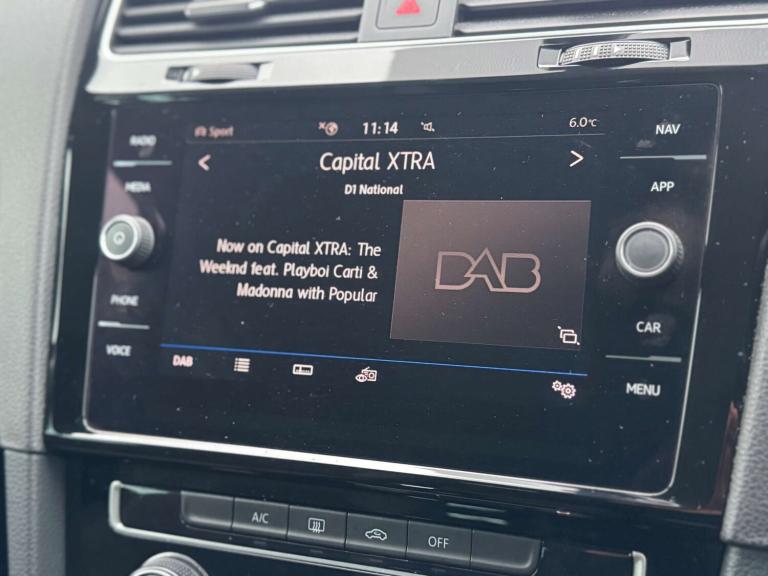 RADIO
MEDIA
PHONE
VOICE
Sport
11:14
6.0°C
Capital XTRA
D1 National
Now on Capital XTRA: The
Weeknd feat. Playboi Carti &
Madonna with Popular
DAB
DAB
NAV
APP
CAR
MENU
A/C
OFF